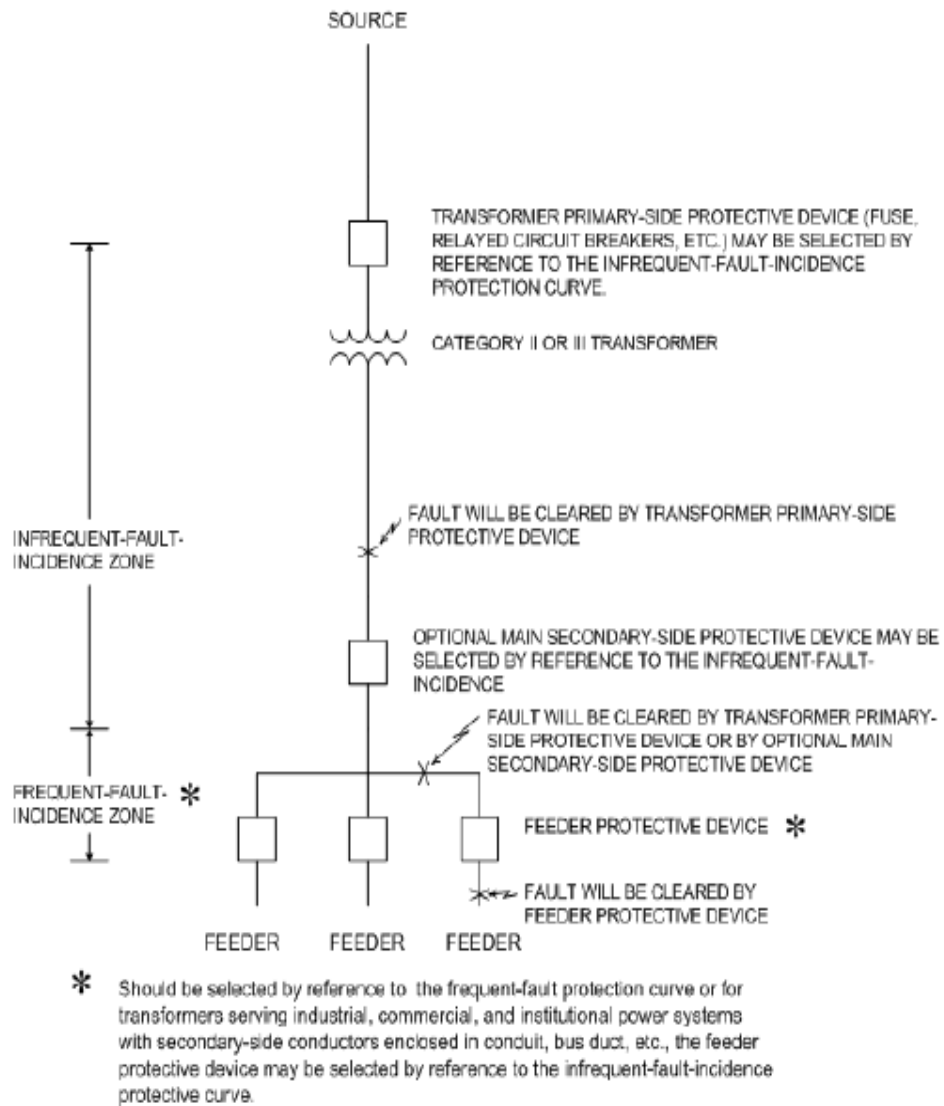 SOURCE
TRANSFORMER PRIMARY-SIDE PROTECTIVE DEVICE (FUSE,
RELAYED CIRCUIT BREAKERS, ETC.) MAY BE SELECTED BY
REFERENCE TO THE INFREQUENT-FAULT-INCIDENCE
PROTECTION CURVE.
CATEGORY II OR III TRANSFORMER
FAULT WILL BE CLEARED BY TRANSFORMER PRIMARY-SIDE
PROTECTIVE DEVICE
INFREQUENT-FAULT-
INCIDENCE ZONE
OPTIONAL MAIN SECONDARY-SIDE PROTECTIVE DEVICE MAY BE
SELECTED BY REFERENCE TO THE INFREQUENT-FAULT-
INCIDENCE
FAULT WILL BE CLEARED BY TRANSFORMER PRIMARY-
SIDE PROTECTIVE DEVICE OR BY OPTIONAL MAIN
SECONDARY-SIDE PROTECTIVE DEVICE
FREQUENT-FAULT- *
INCIDENCE ZONE
FEEDER PROTECTIVE DEVICE *
FAULT WILL BE CLEARED BY
FEEDER PROTECTIVE DEVICE
FEEDER FEEDER FEEDER
* Should be selected by reference to the frequent-fault protection curve or for
transformers serving industrial, commercial, and institutional power systems
with secondary-side conductors enclosed in conduit, bus duct, etc., the feeder
protective device may be selected by reference to the infrequent-fault-incidence
protective curve.